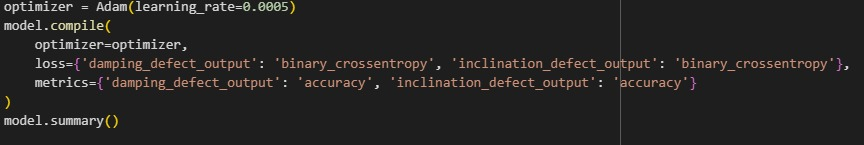 optimizer = Adam(learning_rate=0.0005)
model.compile(
    optimizer=optimizer,
    loss={'damping_defect_output': 'binary_crossentropy', 'inclination_defect_output': 'binary_crossentropy'},
    metrics={'damping_defect_output': 'accuracy', 'inclination_defect_output': 'accuracy'}
)
model.summary()